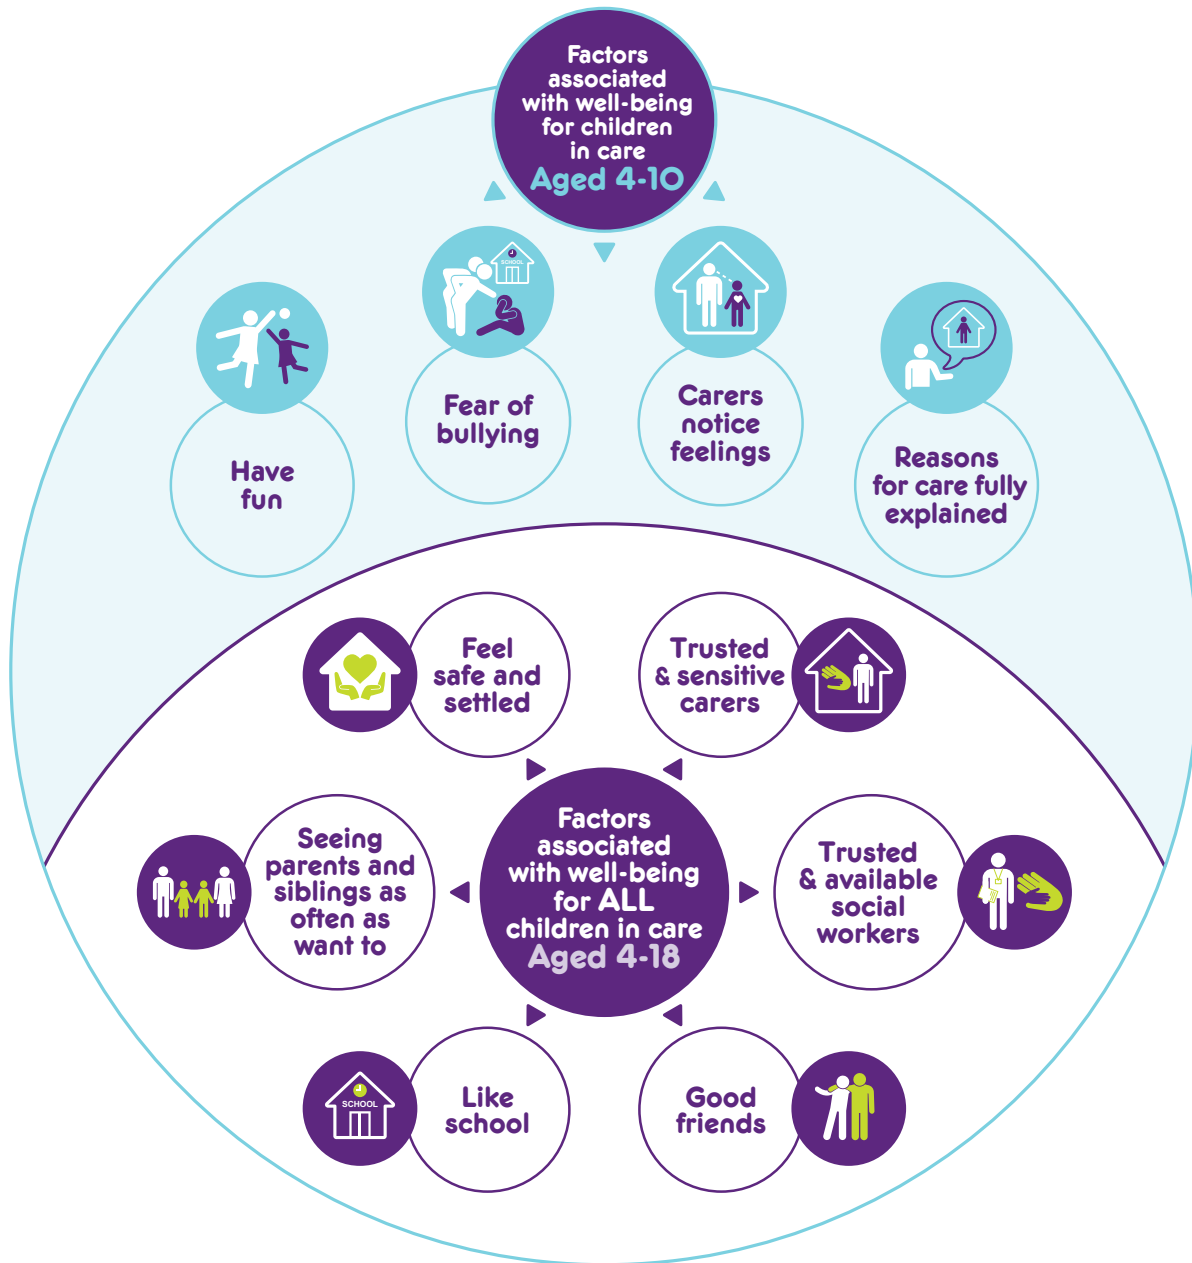 Factors
associated
with well-being
for children
in care
Aged 4-10
SCHOOL
Have
fun
Fear of
bullying
Carers
notice
feelings
Reasons
for care fully
explained
Feel
safe and
settled
Trusted
& sensitive
carers
Seeing
parents and
siblings as
often as
want to
Factors
associated
with well-being
for ALL
children in care
Aged 4-18
Trusted
& available
social
workers
SCHOOL
Like
school
Good
friends